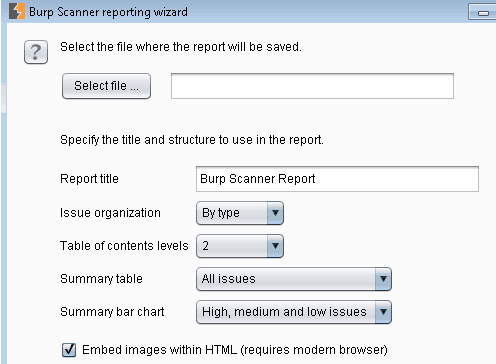 Burp Scanner reporting wizard
?
Select the file where the report will be saved.
Select file ...
Specify the title and structure to use in the report.
Report title Burp Scanner Report
Issue organization By type
Table of contents levels 2
Summary table All issues
Summary bar chart High, medium and low issues
Embed images within HTML (requires modern browser)